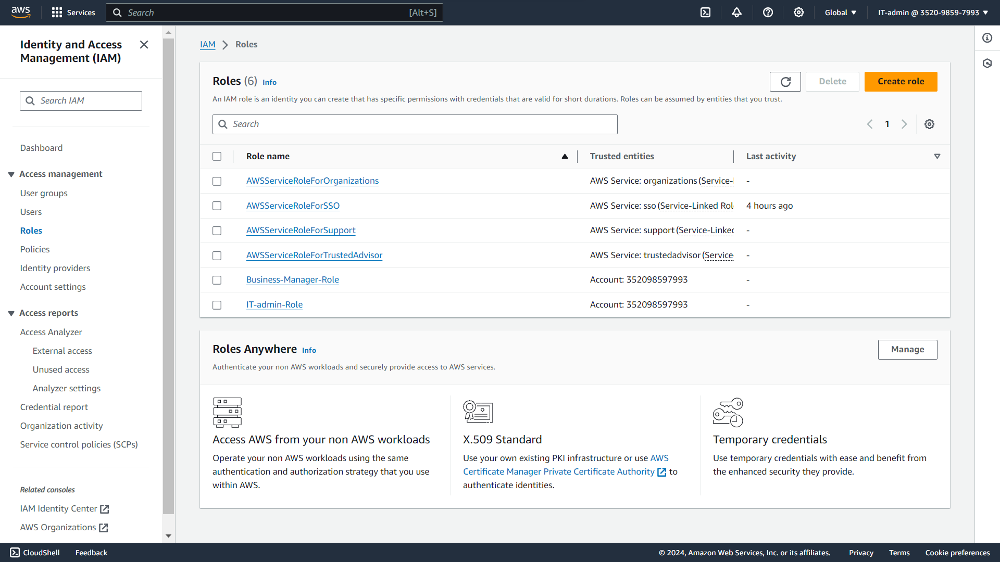 aws
Services
Search
[Alt+S]
Global
IT-admin @ 3520-9859-7993
Identity and Access
Management (IAM)
Search IAM
Dashboard
Access management
User groups
Users
Roles
Policies
Identity providers
Account settings
Access reports
Access Analyzer
External access
Unused access
Analyzer settings
Credential report
Organization activity
Service control policies (SCPs)
Related consoles
IAM Identity Center
AWS Organizations
IAM
Roles
Roles (6) Info
Delete
Create role
An IAM role is an identity you can create that has specific permissions with credentials that are valid for short durations. Roles can be assumed by entities that you trust.
Search
1
Role name
Trusted entities
Last activity
AWSServiceRoleForOrganizations
AWS Service: organizations (Service-
-
AWSServiceRoleForSSO
AWS Service: sso (Service-Linked Rol
4 hours ago
AWSServiceRoleForSupport
AWS Service: support (Service-Linked
-
AWSServiceRoleForTrustedAdvisor
AWS Service: trustedadvisor (Service-
-
Business-Manager-Role
Account: 352098597993
-
IT-admin-Role
Account: 352098597993
-
Roles Anywhere Info
Manage
Authenticate your non AWS workloads and securely provide access to AWS services.
Access AWS from your non AWS workloads
Operate your non AWS workloads using the same
authentication and authorization strategy that you use
within AWS.
X.509 Standard
Use your own existing PKI infrastructure or use AWS
Certificate Manager Private Certificate Authority to
authenticate identities.
Temporary credentials
Use temporary credentials with ease and benefit from
the enhanced security they provide.
CloudShell
Feedback
© 2024, Amazon Web Services, Inc. or its affiliates.
Privacy
Terms
Cookie preferences